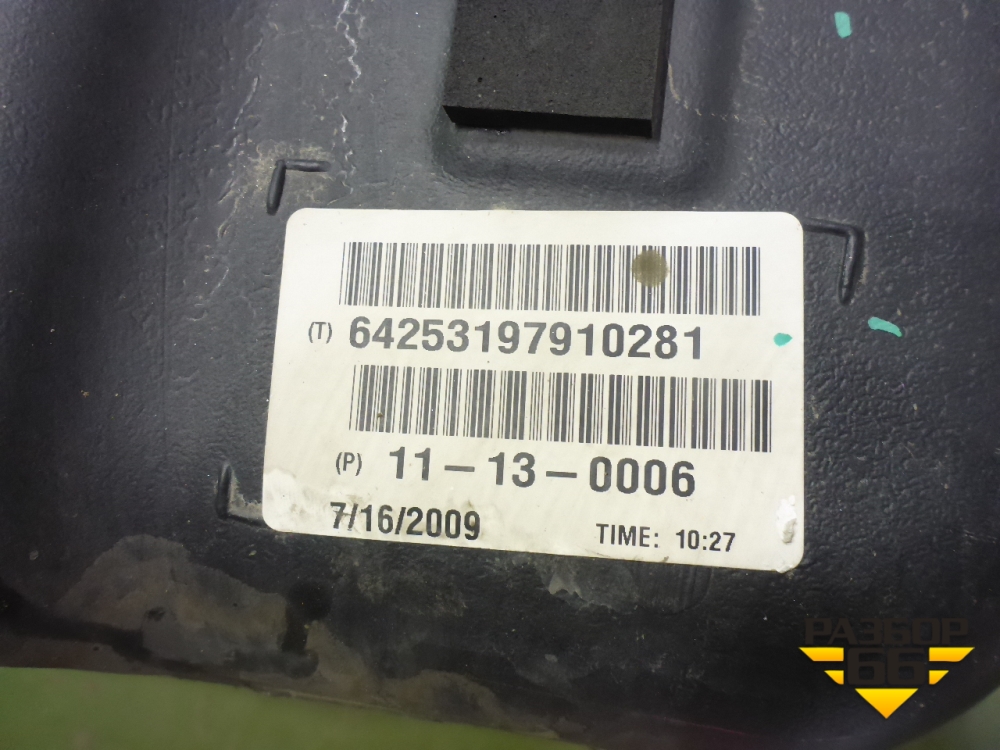 (T) 64253197910281
(P) 11-13-0006
7/16/2009 TIME: 10:27
РАЗБОР
66